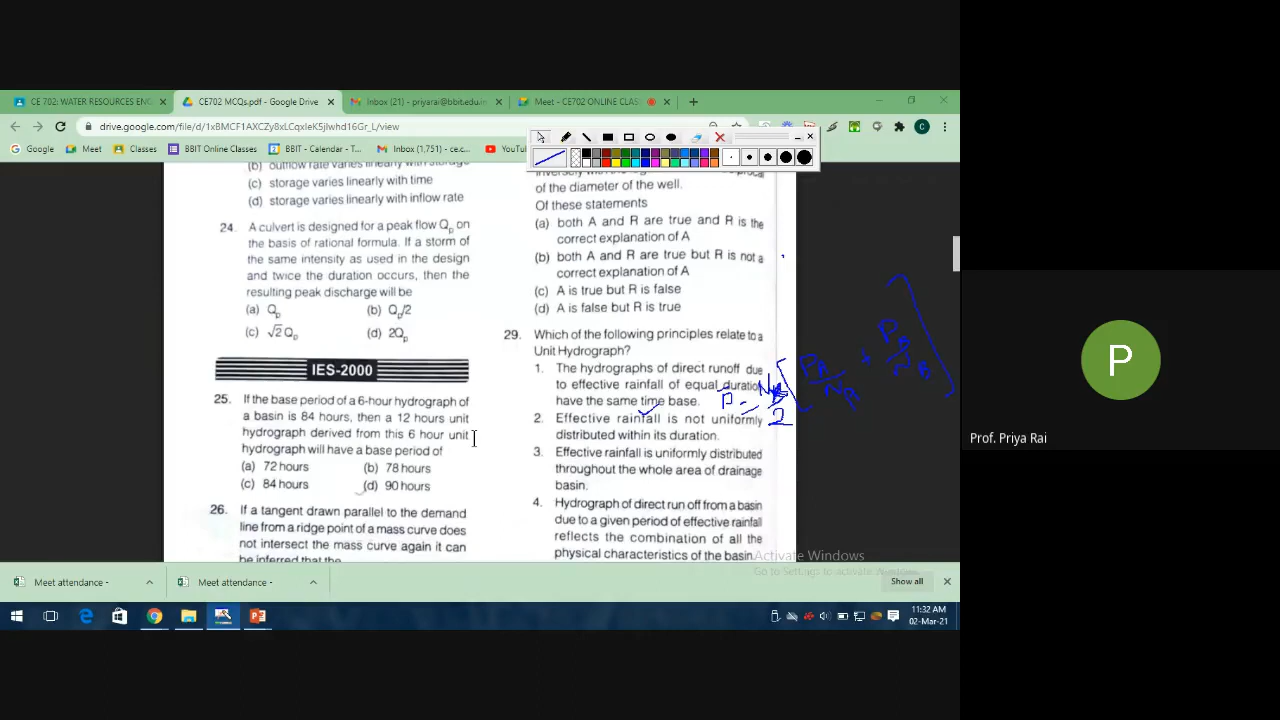 CE 702: WATER RESOURCES ENG
CE702 MCQs.pdf - Google Drive
Inbox (21) - priyarai@bbit.edu.in
Meet - CE702 ONLINE CLAS
Google
Meet
Classes
BBIT Online Classes
BBIT - Calendar - T...
Inbox (1,751) - ce.c...
YouTu
(b) outflow rate varies linearly with storage
(c) storage varies linearly with time
(d) storage varies linearly with inflow rate
24. A culvert is designed for a peak flow Qp on
the basis of rational formula. If a storm of
the same intensity as used in the design
and twice the duration occurs, then the
resulting peak discharge will be
(a) Qp (b) Qp/2
(c) √2 Qp (d) 2Qp
IES-2000
25. If the base period of a 6-hour hydrograph of
a basin is 84 hours, then a 12 hours unit
hydrograph derived from this 6 hour unit
hydrograph will have a base period of
(a) 72 hours (b) 78 hours
(c) 84 hours (d) 90 hours
26. If a tangent drawn parallel to the demand
line from a ridge point of a mass curve does
not intersect the mass curve again it can
be inferred that the
of the diameter of the well.
Of these statements
(a) both A and R are true and R is the
correct explanation of A
(b) both A and R are true but R is not a
correct explanation of A
(c) A is true but R is false
(d) A is false but R is true
29. Which of the following principles relate to a
Unit Hydrograph?
1. The hydrographs of direct runoff due
to effective rainfall of equal duration
have the same time base.
2. Effective rainfall is not uniformly
distributed within its duration.
3. Effective rainfall is uniformly distributed
throughout the whole area of drainage
basin.
4. Hydrograph of direct run off from a basin
due to a given period of effective rainfall
reflects the combination of all the
physical characteristics of the basin
Activate Windows
Go to Settings to activate Windows.
Meet attendance -
Meet attendance -
Show all
11:32 AM
02-Mar-21
P
Prof. Priya Rai